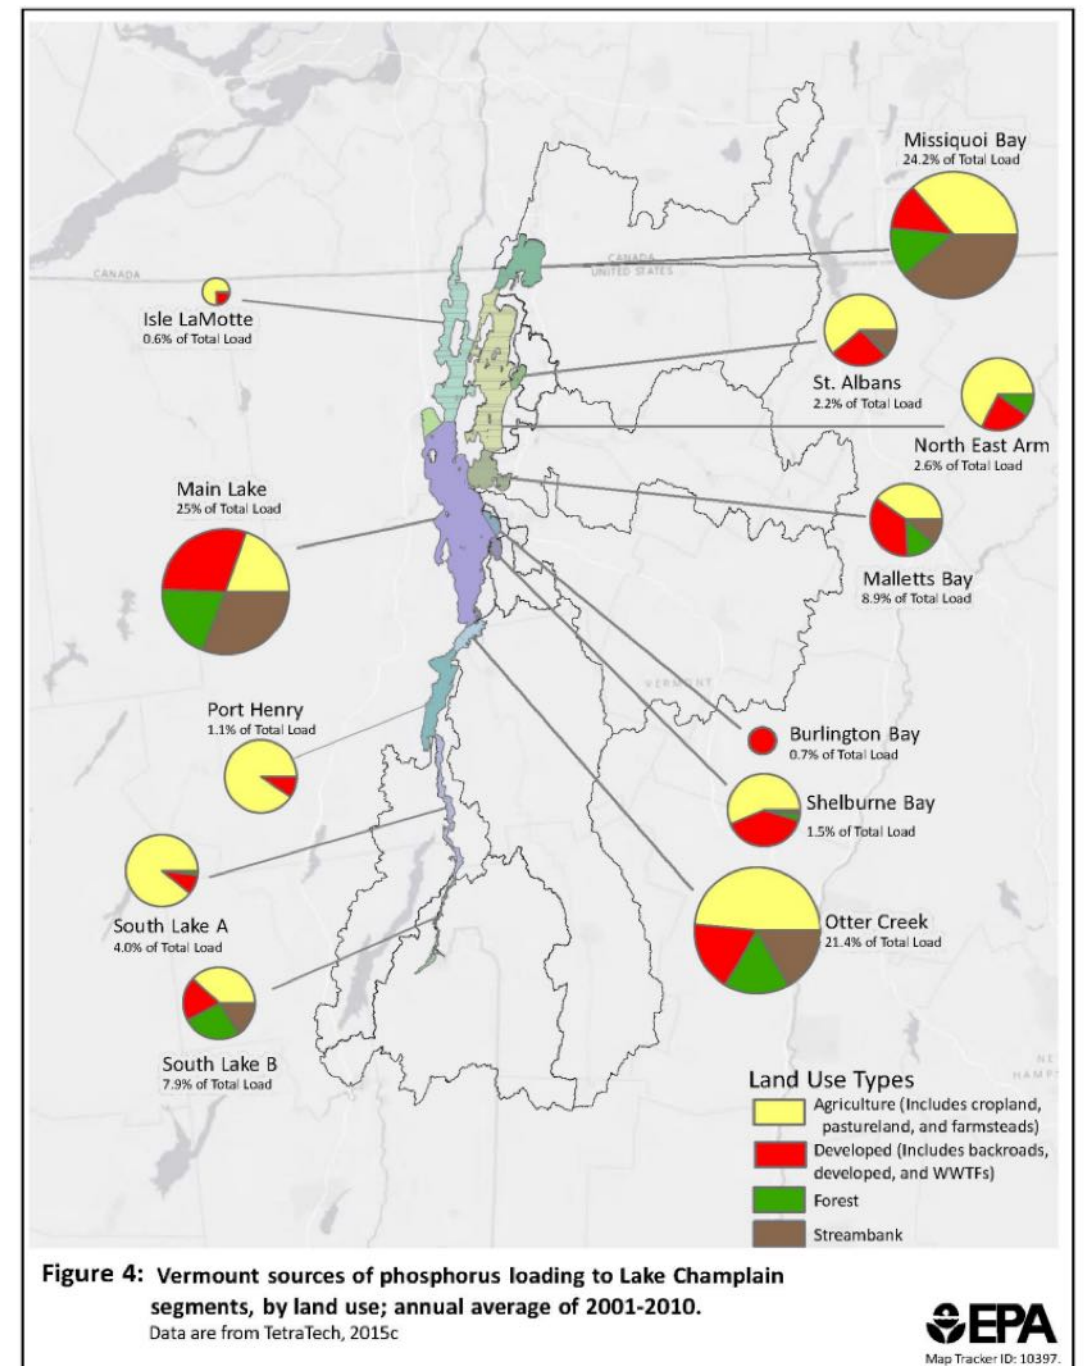 Missiquoi Bay
24.2% of Total Load
CANADA
CANADA
UNITED STATES
Isle LaMotte
0.6% of Total Load
St. Albans
2.2% of Total Load
North East Arm
2.6% of Total Load
Main Lake
25% of Total Load
Malletts Bay
8.9% of Total Load
VERMONT
Port Henry
1.1% of Total Load
Burlington Bay
0.7% of Total Load
Shelburne Bay
1.5% of Total Load
South Lake A
4.0% of Total Load
Otter Creek
21.4% of Total Load
South Lake B
7.9% of Total Load
NE
HAMPS
Land Use Types
Agriculture (Includes cropland,
pastureland, and farmsteads)
Developed (Includes backroads,
developed, and WWTFs)
Forest
Streambank
Figure 4: Vermount sources of phosphorus loading to Lake Champlain
segments, by land use; annual average of 2001-2010.
Data are from TetraTech, 2015c
EPA
Map Tracker ID: 10397.